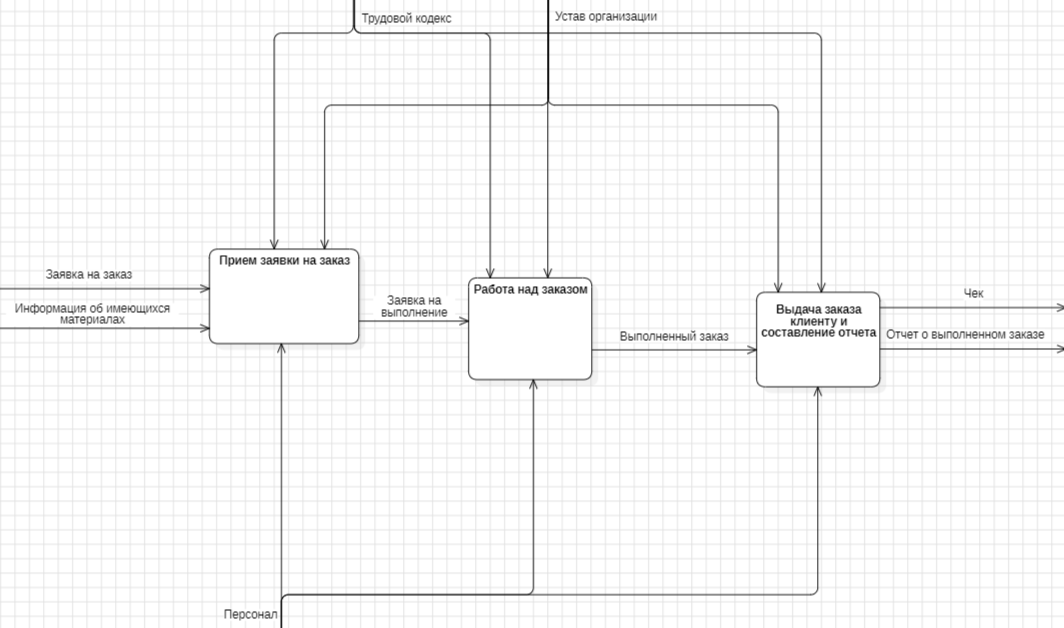 Трудовой кодекс
Устав организации
Прием заявки на заказ
Заявка на заказ
Информация об имеющихся
материалах
Заявка на
выполнение
Работа над заказом
Выполненный заказ
Выдача заказа
клиенту и
составление отчета
Чек
Отчет о выполненном заказе
Персонал